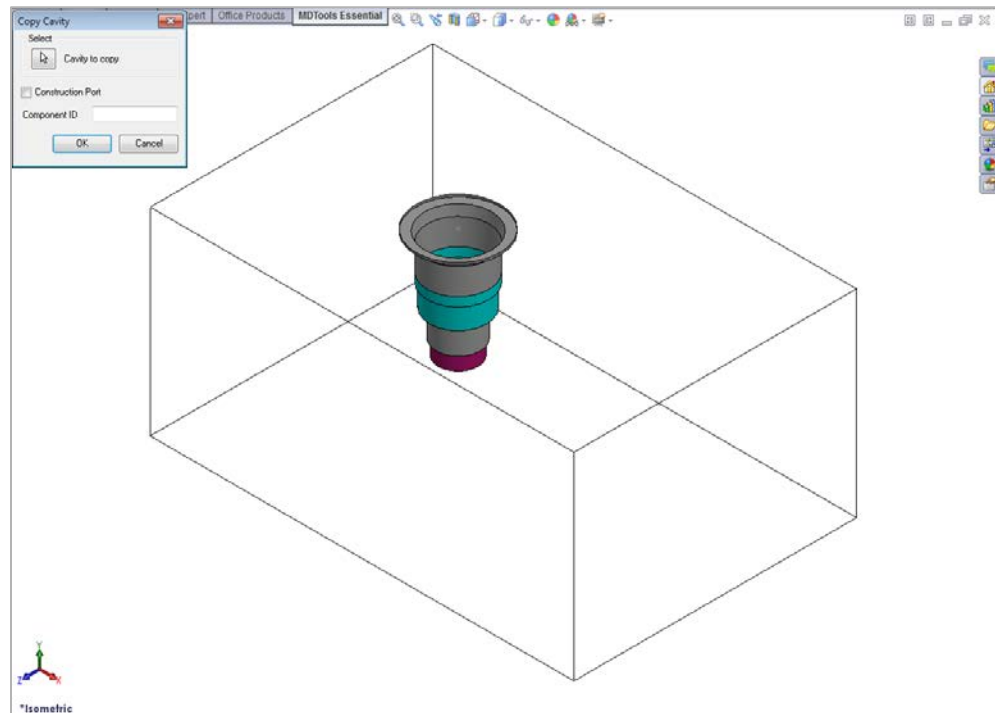 Copy Cavity
pert Office Products MDTools Essential
Select
Cavity to copy
Construction Port
Component ID
OK Cancel
Y
Z X
*Isometric